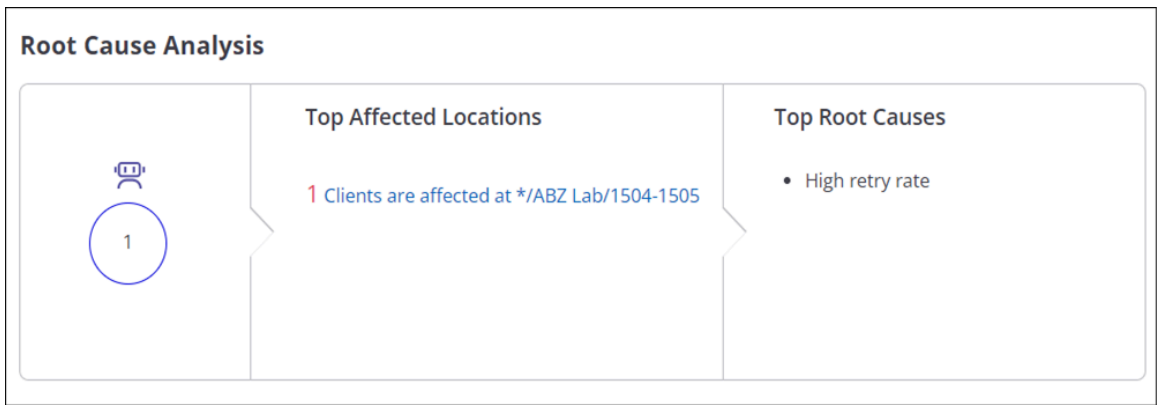 Root Cause Analysis
1
Top Affected Locations
1 Clients are affected at */ABZ Lab/1504-1505
Top Root Causes
• High retry rate